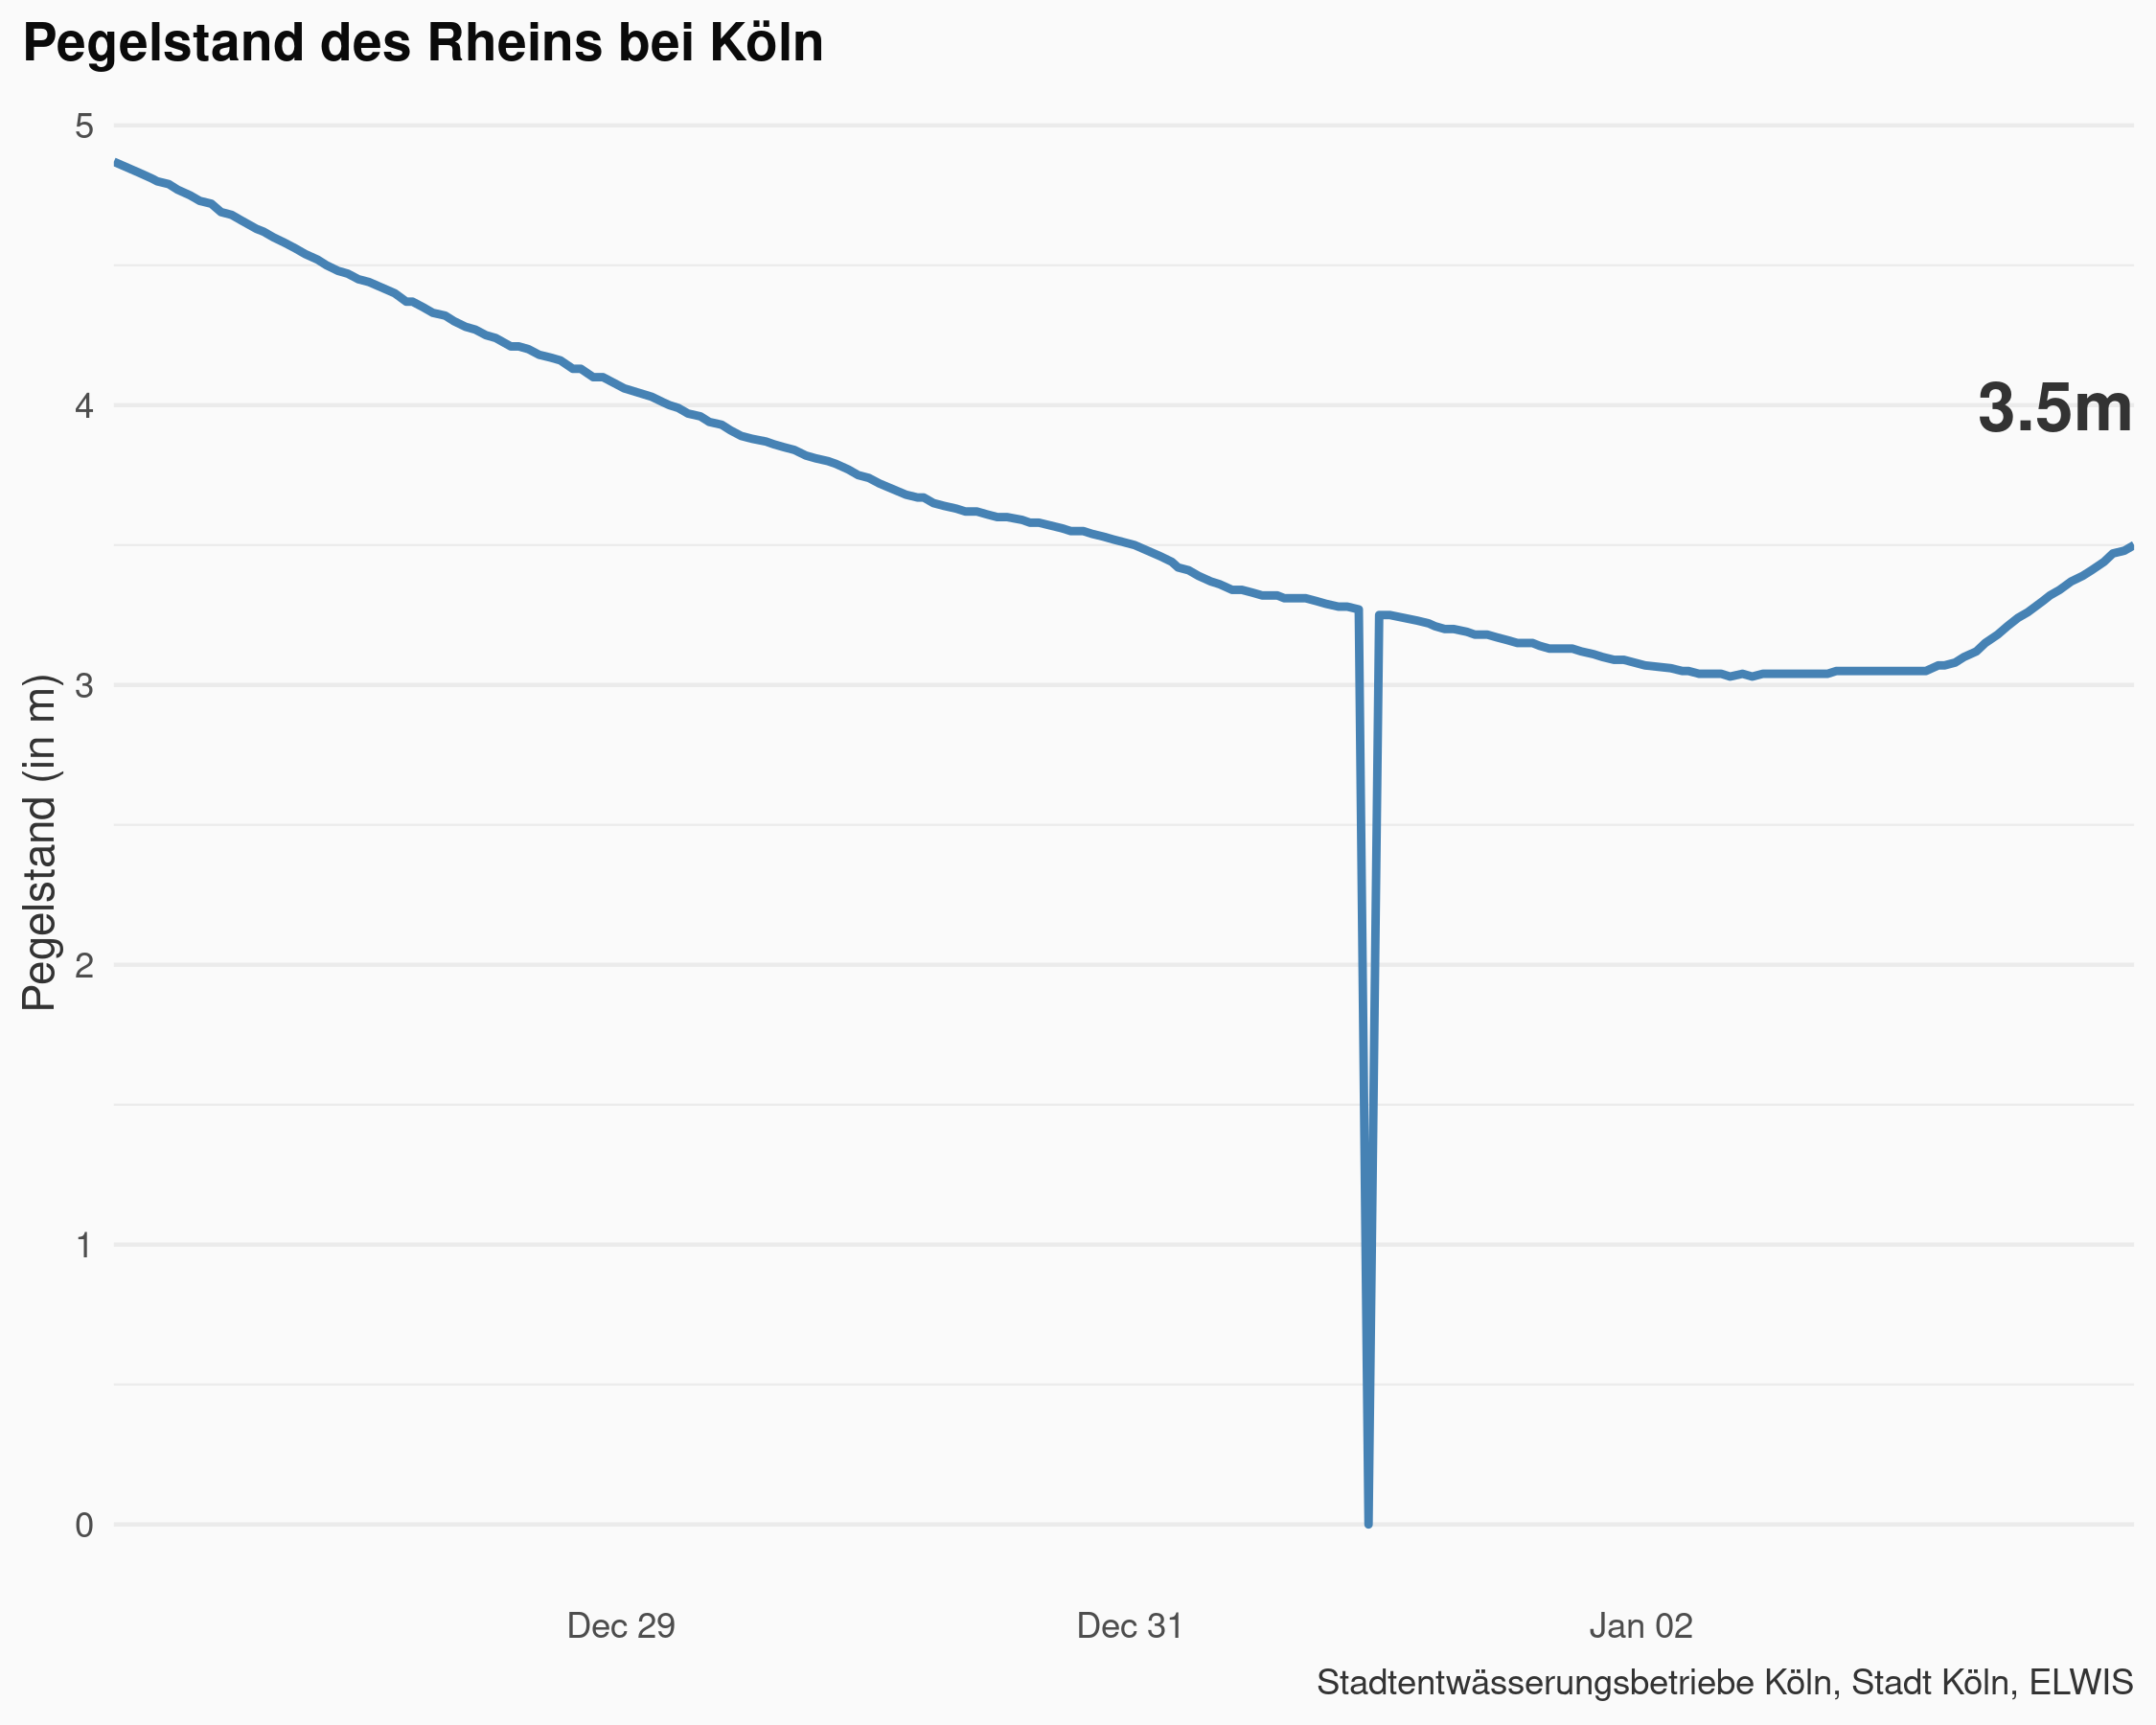 Pegelstand des Rheins bei Köln
5
4
3.5m
3
2
1
0
Pegelstand (in m)
Dec 29
Dec 31
Jan 02
Stadtentwässerungsbetriebe Köln, Stadt Köln, ELWIS